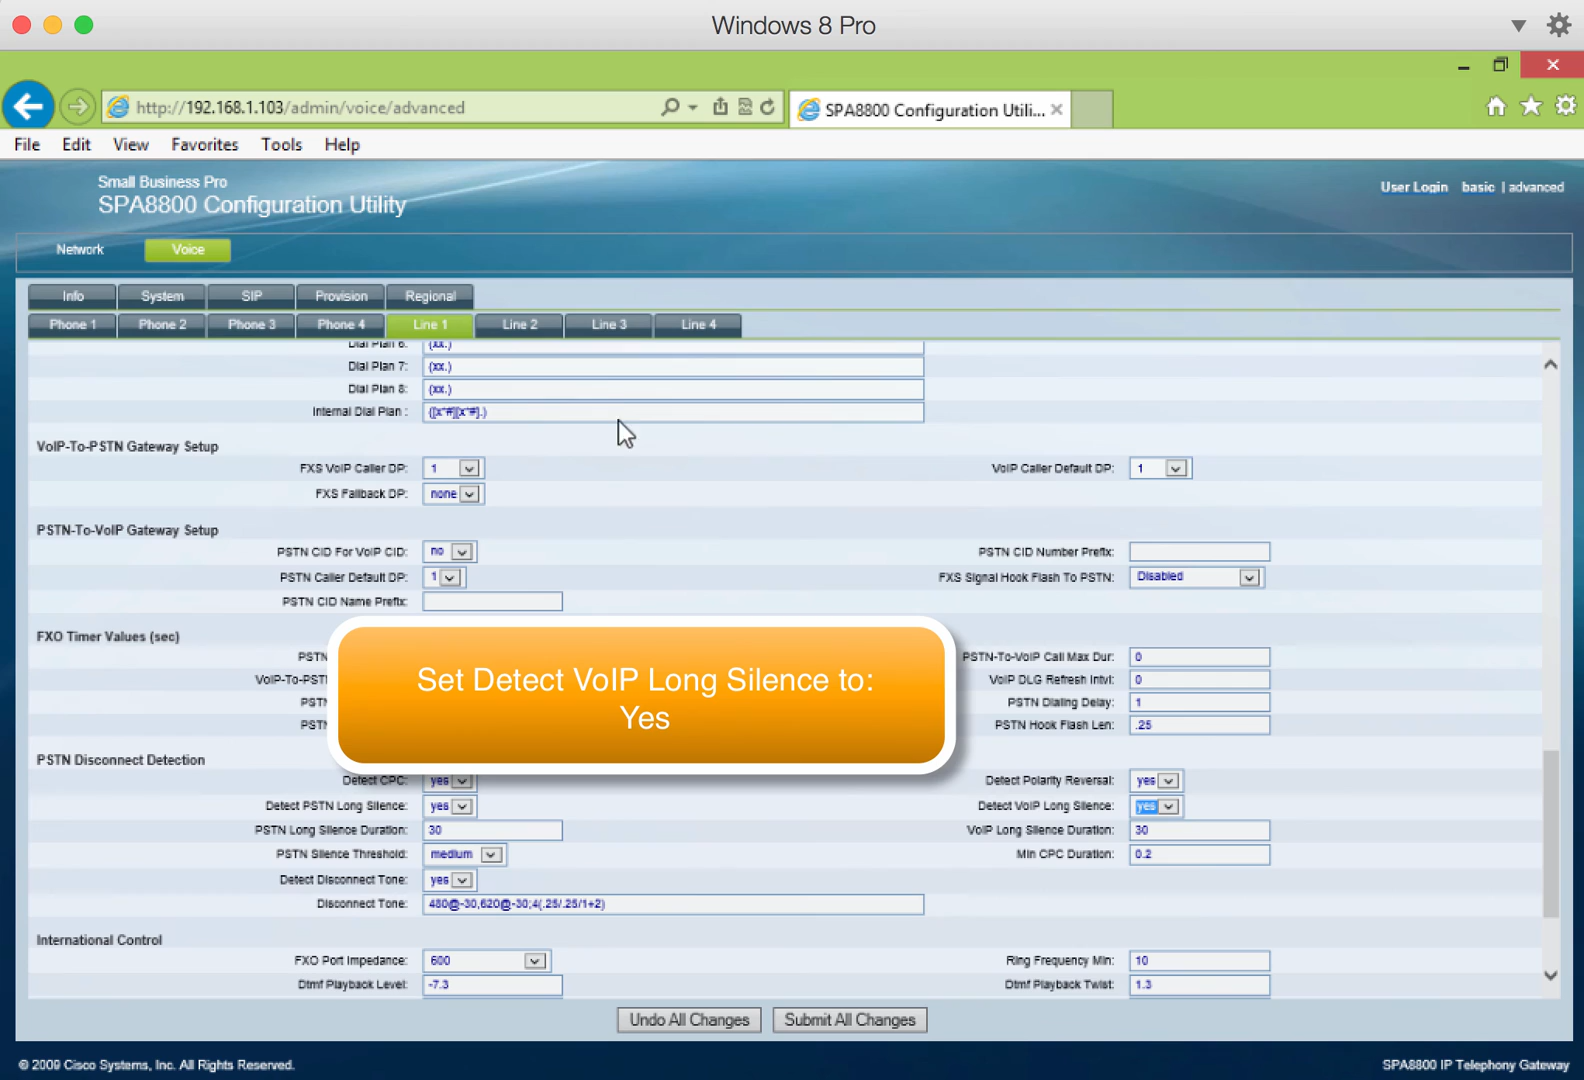 Windows 8 Pro
http://192.168.1.103/admin/voice/advanced
SPA8800 Configuration Utili...
File Edit View Favorites Tools Help
Small Business Pro
SPA8800 Configuration Utility
User Login basic | advanced
Network Voice
Info System SIP Provision Regional
Phone 1 Phone 2 Phone 3 Phone 4 Line 1 Line 2 Line 3 Line 4
Dial Plan 6: (xx.)
Dial Plan 7: (xx.)
Dial Plan 8: (xx.)
Internal Dial Plan : ([x*#][x*#].)
VoIP-To-PSTN Gateway Setup
FXS VoIP Caller DP: 1 VoIP Caller Default DP: 1
FXS Fallback DP: none
PSTN-To-VoIP Gateway Setup
PSTN CID For VoIP CID: no PSTN CID Number Prefix:
PSTN Caller Default DP: 1 FXS Signal Hook Flash To PSTN: Disabled
PSTN CID Name Prefix:
FXO Timer Values (sec)
PSTN PSTN-To-VoIP Call Max Dur: 0
VoIP-To-PSTN VoIP DLG Refresh Intvl: 0
PSTN PSTN Dialing Delay: 1
PSTN PSTN Hook Flash Len: .25
Set Detect VoIP Long Silence to:
Yes
PSTN Disconnect Detection
Detect CPC: yes Detect Polarity Reversal: yes
Detect PSTN Long Silence: yes Detect VoIP Long Silence: yes
PSTN Long Silence Duration: 30 VoIP Long Silence Duration: 30
PSTN Silence Threshold: medium Min CPC Duration: 0.2
Detect Disconnect Tone: yes
Disconnect Tone: 480@-30,620@-30;4(.25/.25/1+2)
International Control
FXO Port Impedance: 600 Ring Frequency Min: 10
Dtmf Playback Level: -7.3 Dtmf Playback Twist: 1.3
Undo All Changes Submit All Changes
© 2009 Cisco Systems, Inc. All Rights Reserved. SPA8800 IP Telephony Gateway